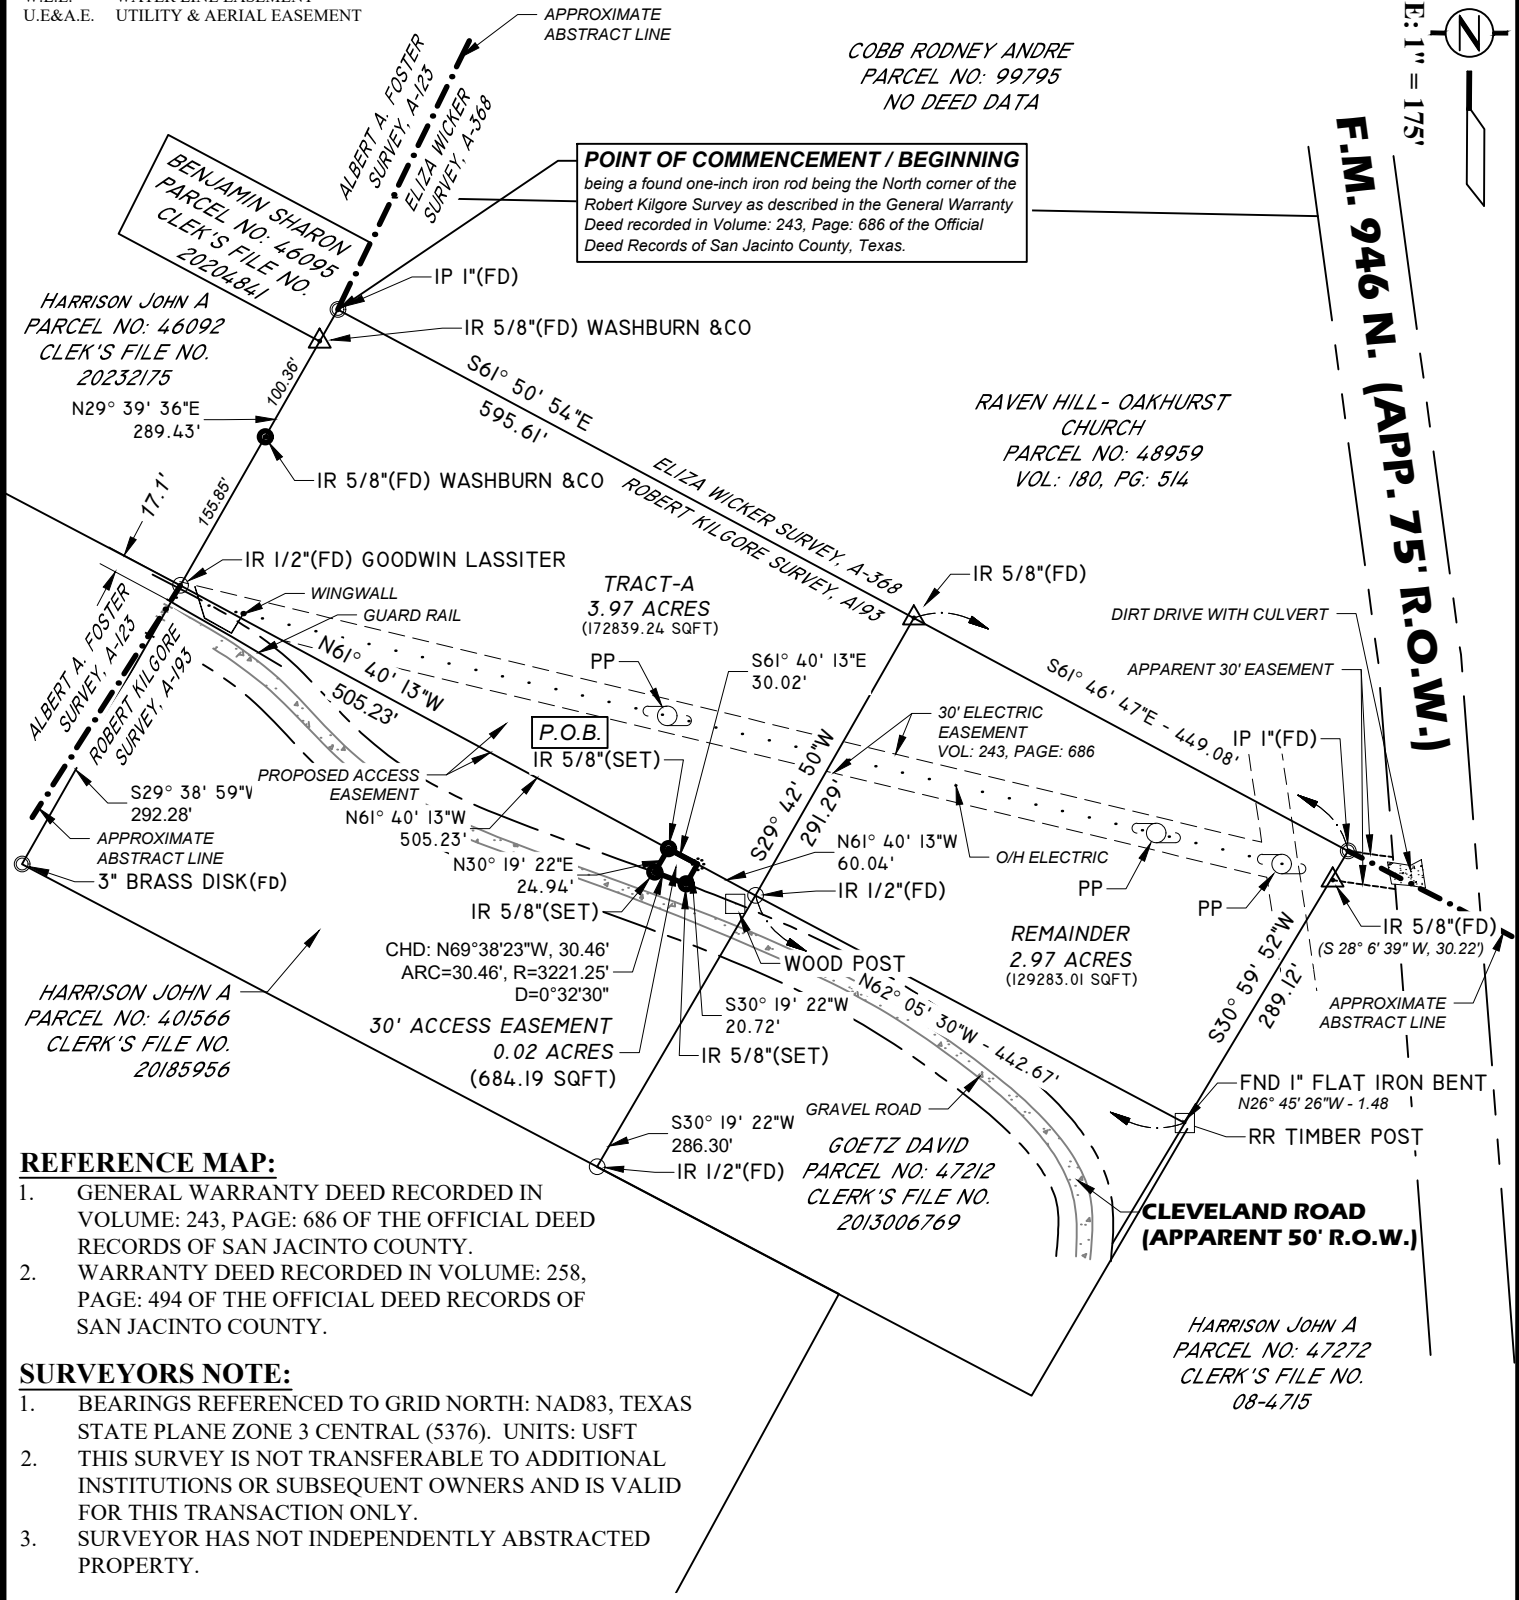 U.E&A.E. UTILITY & AERIAL EASEMENT
APPROXIMATE
ABSTRACT LINE
ALBERT A. FOSTER
SURVEY, A-123
ELIZA WICKER
SURVEY, A-368
COBB RODNEY ANDRE
PARCEL NO: 99795
NO DEED DATA
E: 1" = 175'
N
F.M. 946 N. (APP. 75' R.O.W.)
POINT OF COMMENCEMENT / BEGINNING
being a found one-inch iron rod being the North corner of the
Robert Kilgore Survey as described in the General Warranty
Deed recorded in Volume: 243, Page: 686 of the Official
Deed Records of San Jacinto County, Texas.
BENJAMIN SHARON
PARCEL NO: 46095
CLEK'S FILE NO.
20204841
IP 1"(FD)
IR 5/8"(FD) WASHBURN &CO
HARRISON JOHN A
PARCEL NO: 46092
CLEK'S FILE NO.
20232175
N29° 39' 36"E
289.43'
100.36'
S61° 50' 54"E
595.61'
RAVEN HILL- OAKHURST
CHURCH
PARCEL NO: 48959
VOL: 180, PG: 514
IR 5/8"(FD) WASHBURN &CO
17.1'
155.85'
ELIZA WICKER SURVEY, A-368
ROBERT KILGORE SURVEY, A193
IR 1/2"(FD) GOODWIN LASSITER
WINGWALL
GUARD RAIL
TRACT-A
3.97 ACRES
(172839.24 SQFT)
IR 5/8"(FD)
DIRT DRIVE WITH CULVERT
APPARENT 30' EASEMENT
ALBERT A. FOSTER
SURVEY, A-123
ROBERT KILGORE
SURVEY, A-193
N61° 40' 13"W
505.23'
PP
S61° 40' 13"E
30.02'
S61° 46' 47"E - 449.08'
30' ELECTRIC
EASEMENT
VOL: 243, PAGE: 686
P.O.B.
IR 5/8"(SET)
IP 1"(FD)
PROPOSED ACCESS
EASEMENT
S29° 38' 59"W
292.28'
N61° 40' 13"W
505.23'
S29° 42' 50"W
291.29'
APPROXIMATE
ABSTRACT LINE
3" BRASS DISK(FD)
N30° 19' 22"E
24.94'
IR 5/8"(SET)
N61° 40' 13"W
60.04'
O/H ELECTRIC
PP
PP
IR 1/2"(FD)
IR 5/8"(FD)
(S 28° 6' 39" W, 30.22')
CHD: N69°38'23"W, 30.46'
ARC=30.46', R=3221.25'
D=0°32'30"
WOOD POST
REMAINDER
2.97 ACRES
(129283.01 SQFT)
HARRISON JOHN A
PARCEL NO: 401566
CLERK'S FILE NO.
20185956
30' ACCESS EASEMENT
0.02 ACRES
(684.19 SQFT)
S30° 19' 22"W
20.72'
IR 5/8"(SET)
N62° 05' 30"W - 442.67'
S30° 59' 52"W
289.12'
APPROXIMATE
ABSTRACT LINE
FND 1" FLAT IRON BENT
N26° 45' 26"W - 1.48
RR TIMBER POST
GRAVEL ROAD
S30° 19' 22"W
286.30'
IR 1/2"(FD)
GOETZ DAVID
PARCEL NO: 47212
CLERK'S FILE NO.
2013006769
CLEVELAND ROAD
(APPARENT 50' R.O.W.)
HARRISON JOHN A
PARCEL NO: 47272
CLERK'S FILE NO.
08-4715
REFERENCE MAP:
1. GENERAL WARRANTY DEED RECORDED IN
VOLUME: 243, PAGE: 686 OF THE OFFICIAL DEED
RECORDS OF SAN JACINTO COUNTY.
2. WARRANTY DEED RECORDED IN VOLUME: 258,
PAGE: 494 OF THE OFFICIAL DEED RECORDS OF
SAN JACINTO COUNTY.
SURVEYORS NOTE:
1. BEARINGS REFERENCED TO GRID NORTH: NAD83, TEXAS
STATE PLANE ZONE 3 CENTRAL (5376). UNITS: USFT
2. THIS SURVEY IS NOT TRANSFERABLE TO ADDITIONAL
INSTITUTIONS OR SUBSEQUENT OWNERS AND IS VALID
FOR THIS TRANSACTION ONLY.
3. SURVEYOR HAS NOT INDEPENDENTLY ABSTRACTED
PROPERTY.